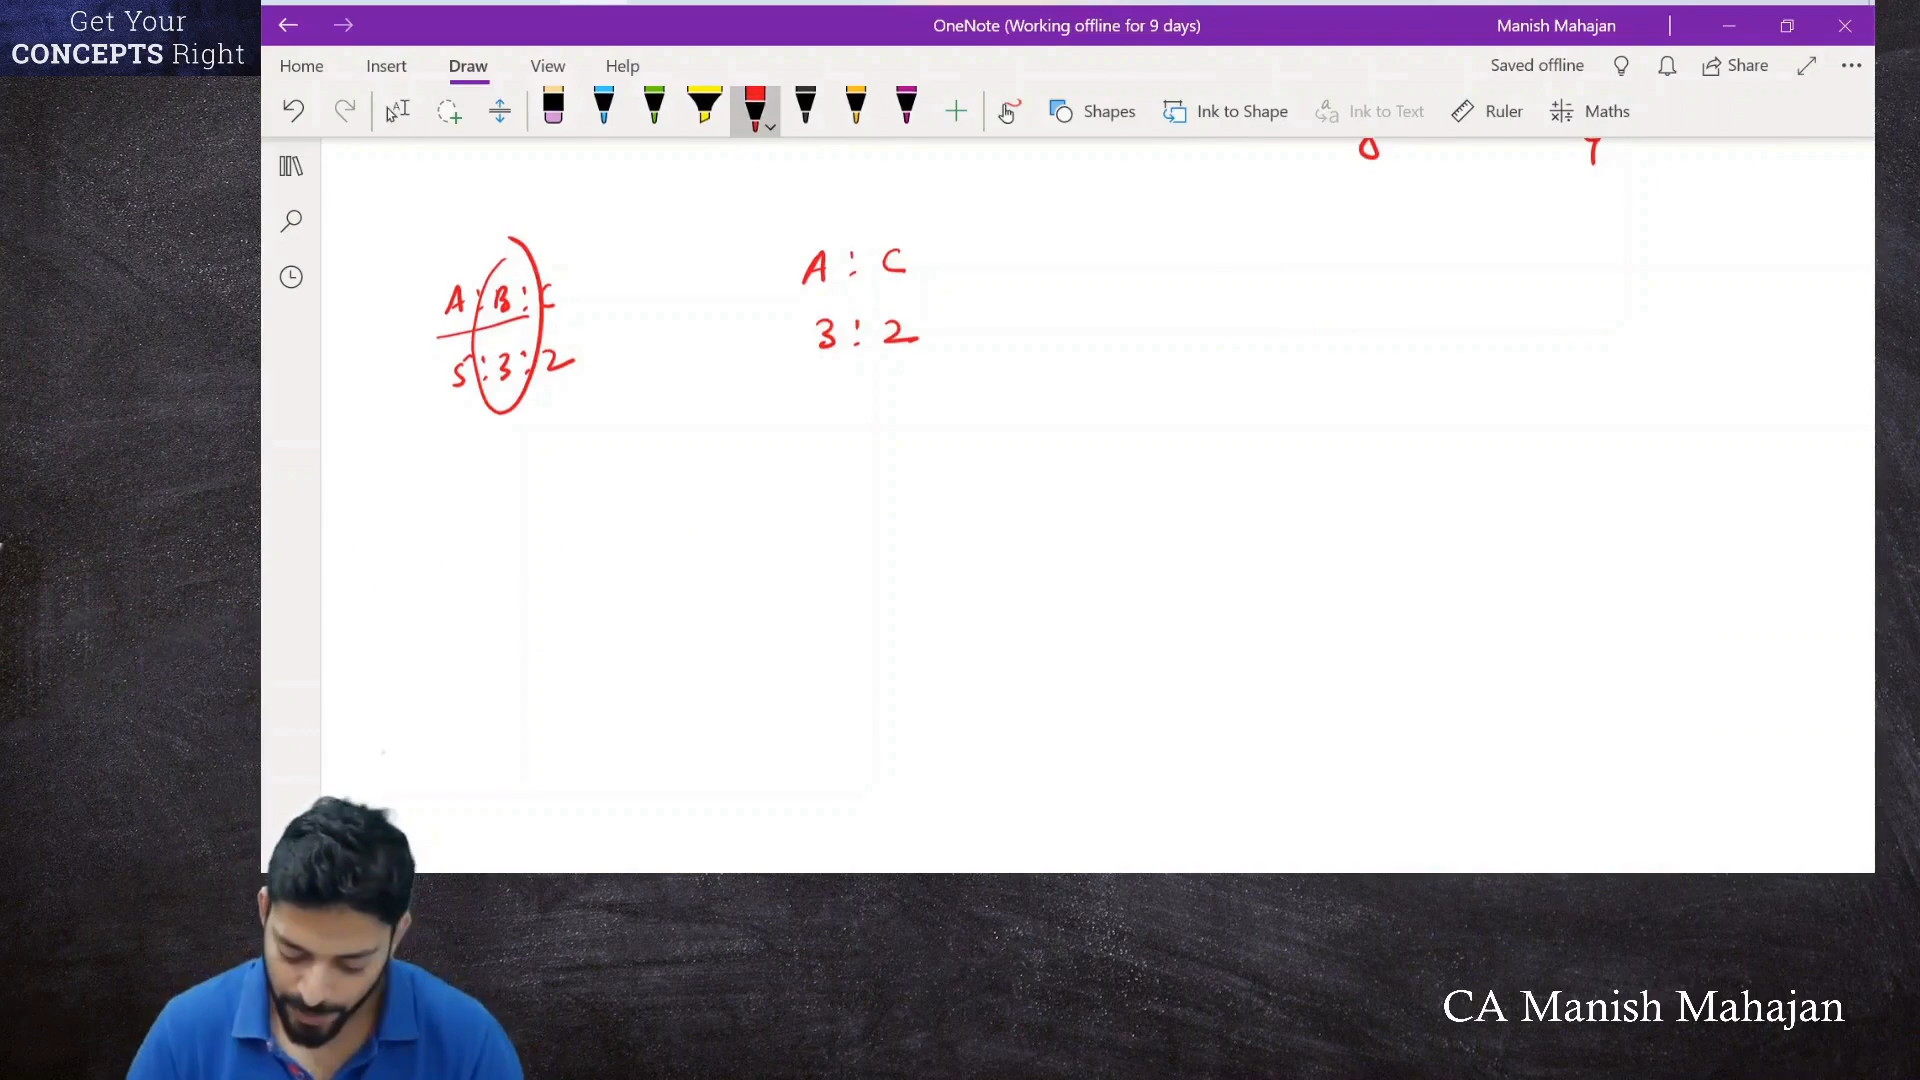 Get Your
CONCEPTS Right
OneNote (Working offline for 9 days)
Manish Mahajan
Home
Insert
Draw
View
Help
Saved offline
Share
Shapes
Ink to Shape
Ink to Text
Ruler
Maths
A : B : C
5 : 3 : 2
A : C
3 : 2
CA Manish Mahajan